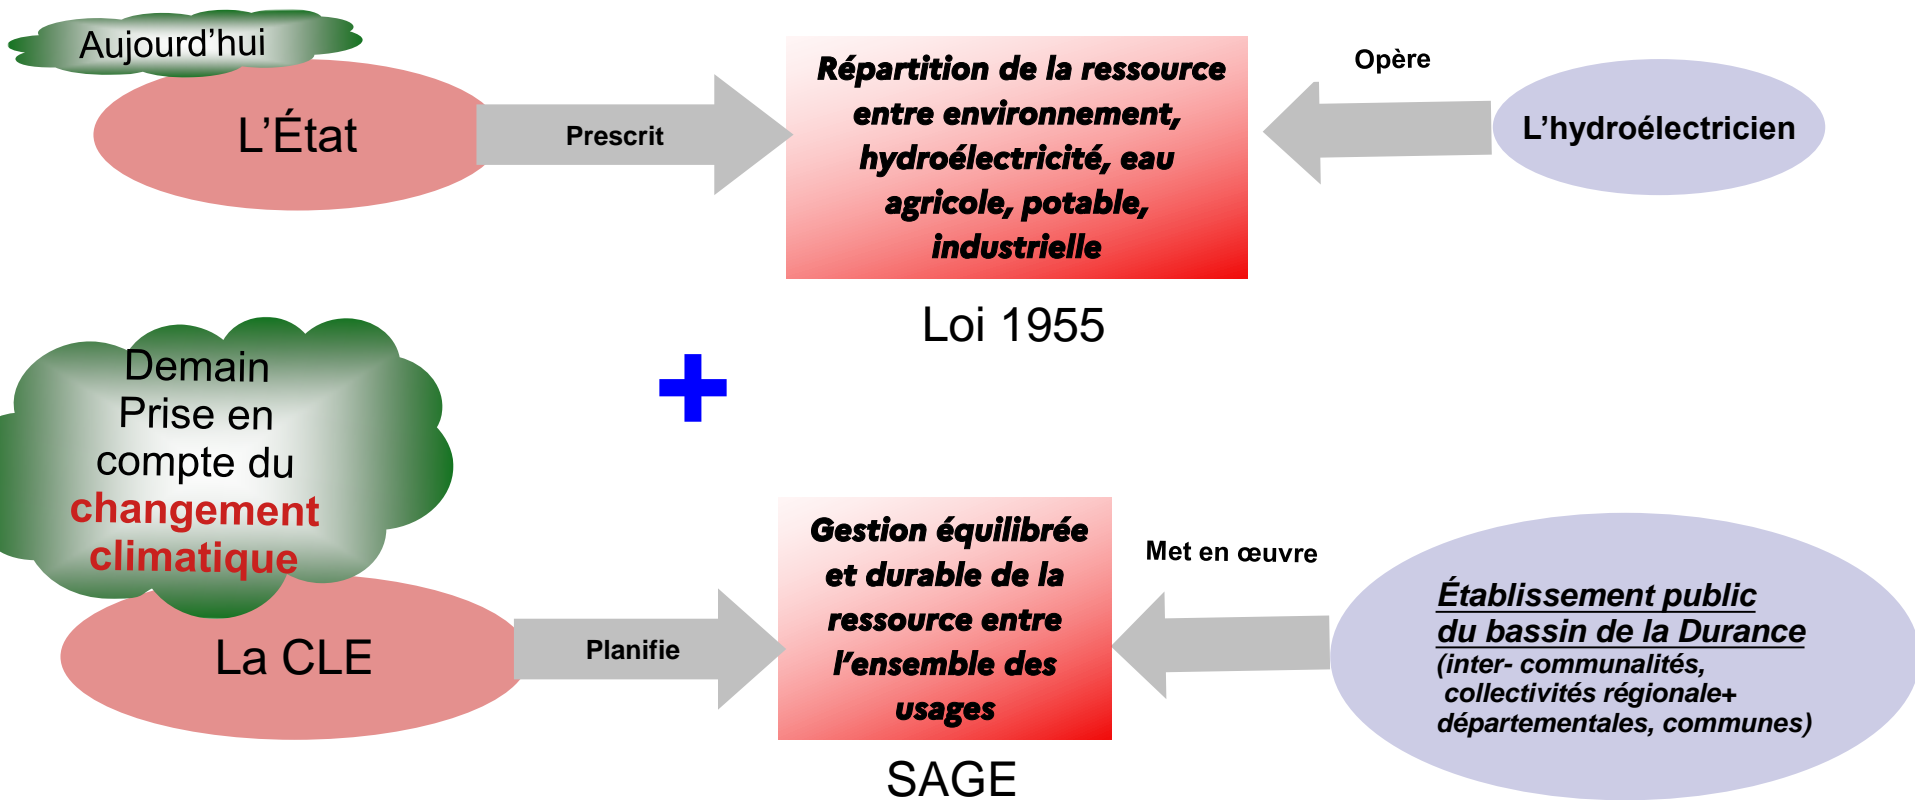 Aujourd'hui
L'État
Prescrit
Répartition de la ressource
entre environnement,
hydroélectricité, eau
agricole, potable,
industrielle
Opère
L'hydroélectricien
Loi 1955
+
Demain
Prise en
compte du
changement
climatique
La CLE
Planifie
Gestion équilibrée
et durable de la
ressource entre
l'ensemble des
usages
Met en œuvre
Établissement public
du bassin de la Durance
(inter- communalités,
collectivités régionale+
départementales, communes)
SAGE